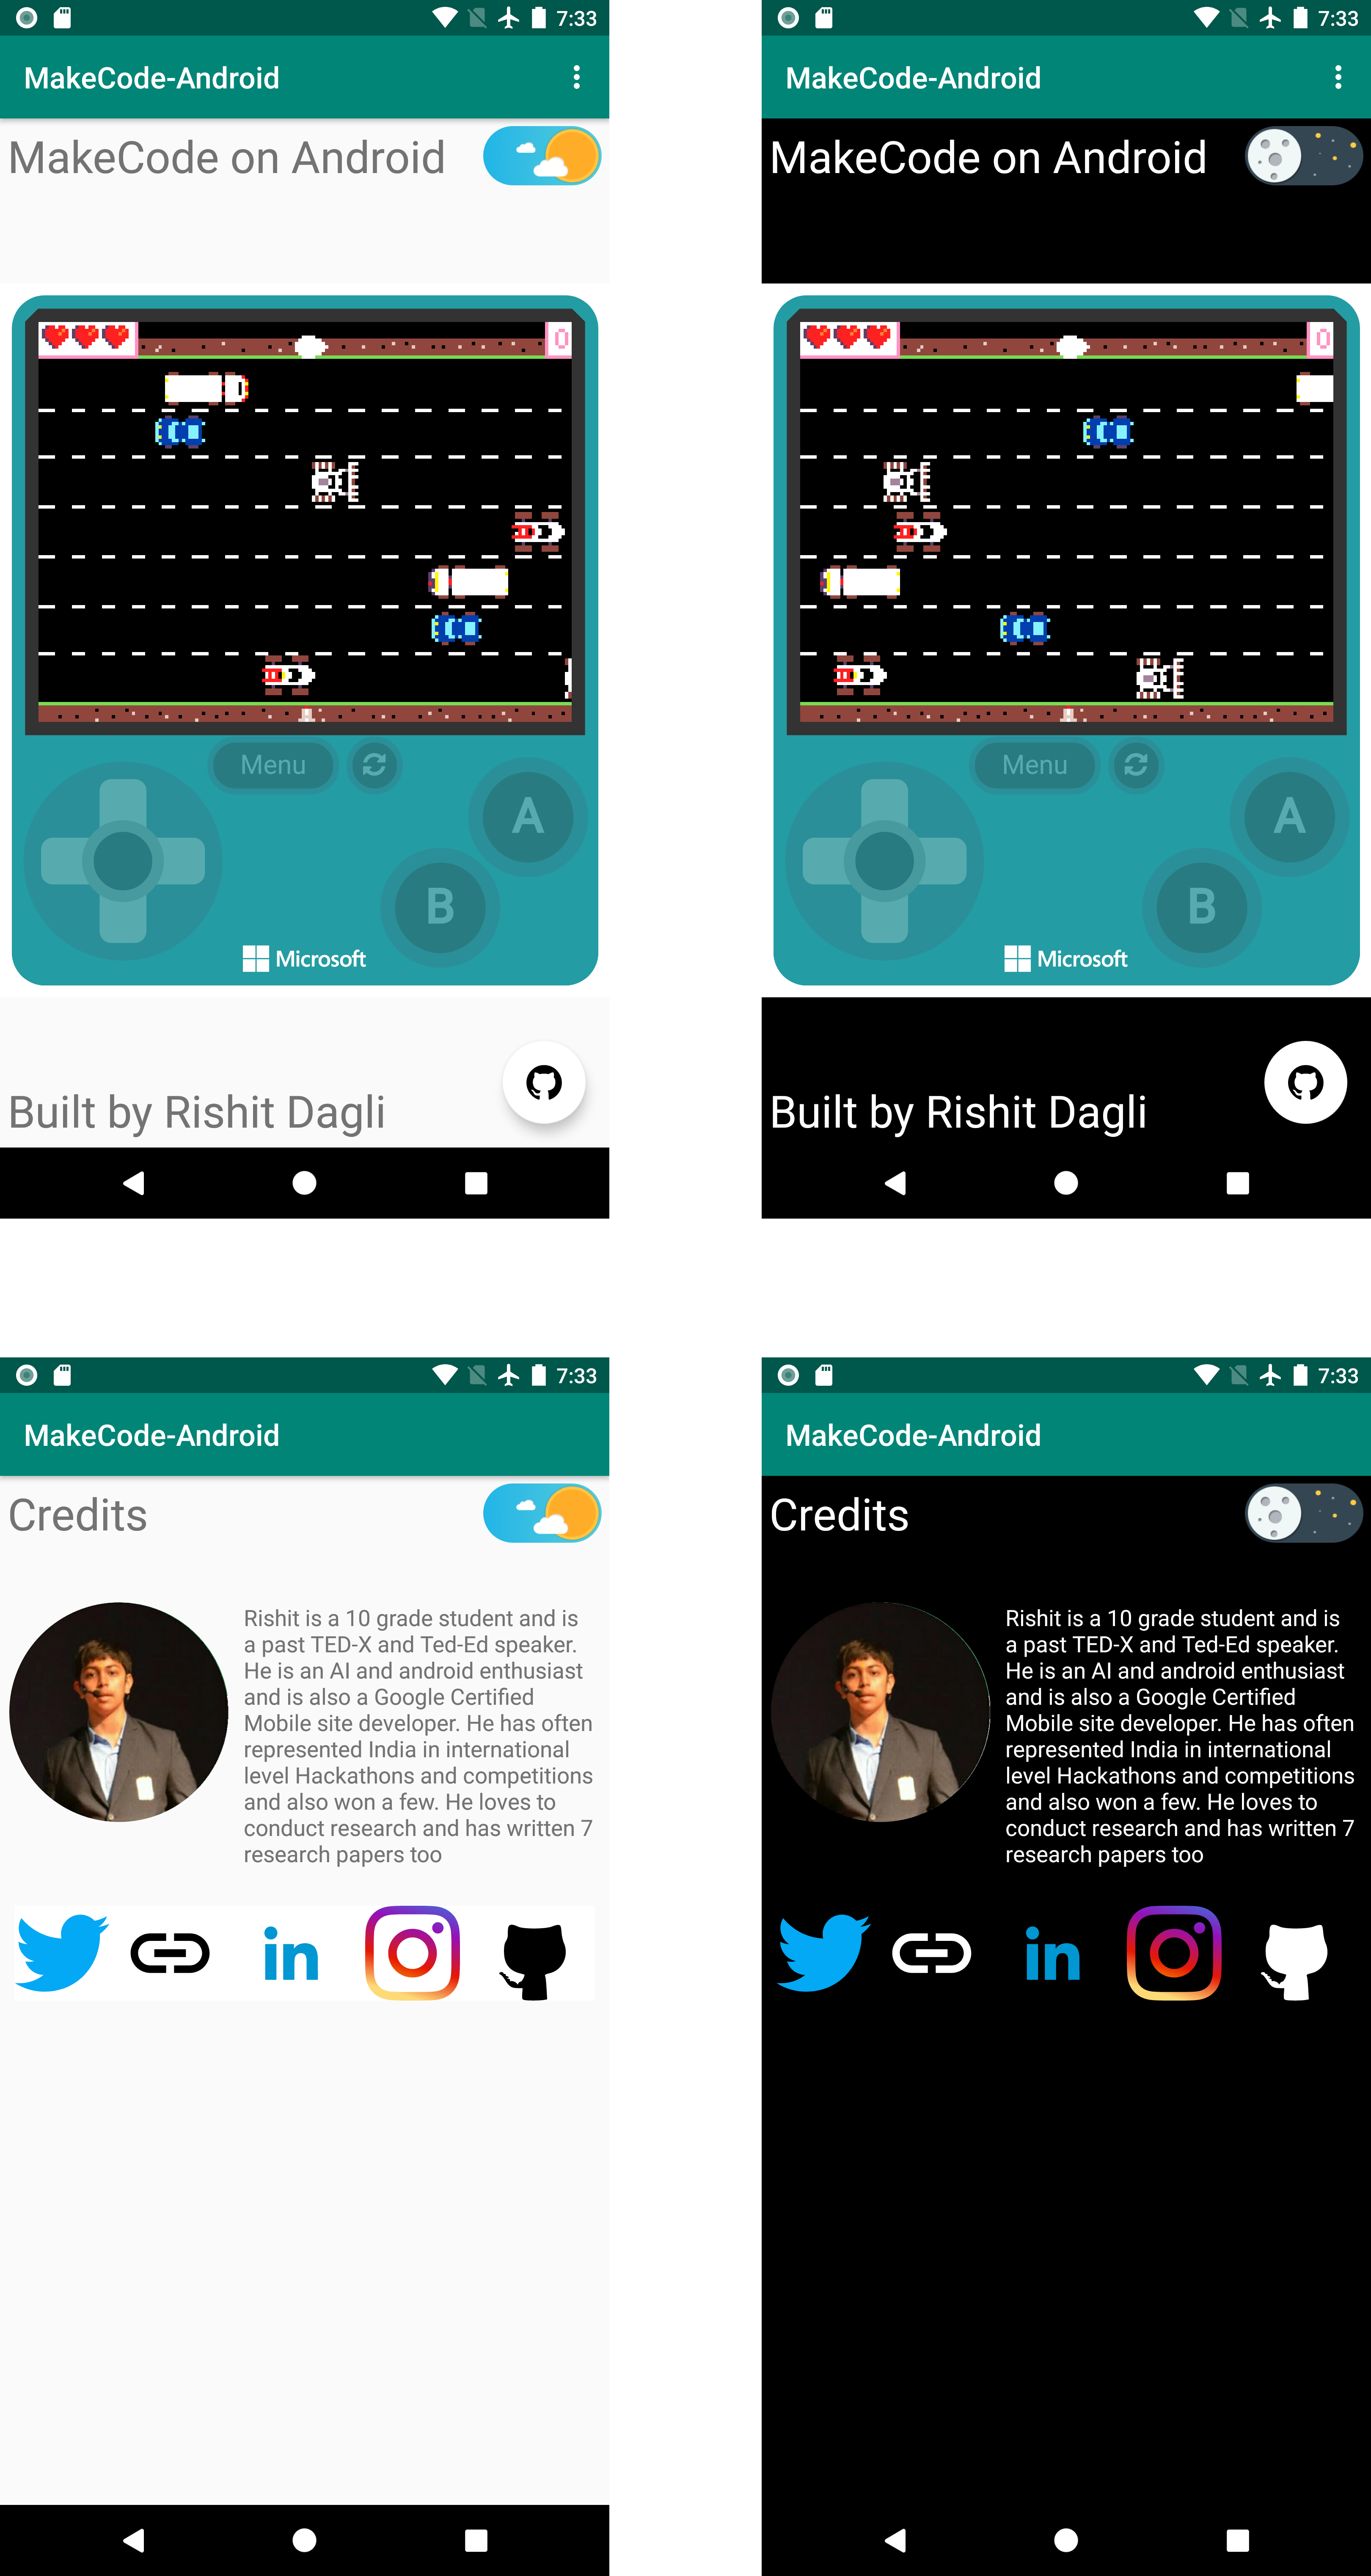 7:33
MakeCode-Android
MakeCode on Android
0
Menu
A
B
Microsoft
Built by Rishit Dagli
7:33
MakeCode-Android
MakeCode on Android
0
Menu
A
B
Microsoft
Built by Rishit Dagli
7:33
MakeCode-Android
Credits
Rishit is a 10 grade student and is
a past TED-X and Ted-Ed speaker.
He is an AI and android enthusiast
and is also a Google Certified
Mobile site developer. He has often
represented India in international
level Hackathons and competitions
and also won a few. He loves to
conduct research and has written 7
research papers too
in
7:33
MakeCode-Android
Credits
Rishit is a 10 grade student and is
a past TED-X and Ted-Ed speaker.
He is an AI and android enthusiast
and is also a Google Certified
Mobile site developer. He has often
represented India in international
level Hackathons and competitions
and also won a few. He loves to
conduct research and has written 7
research papers too
in